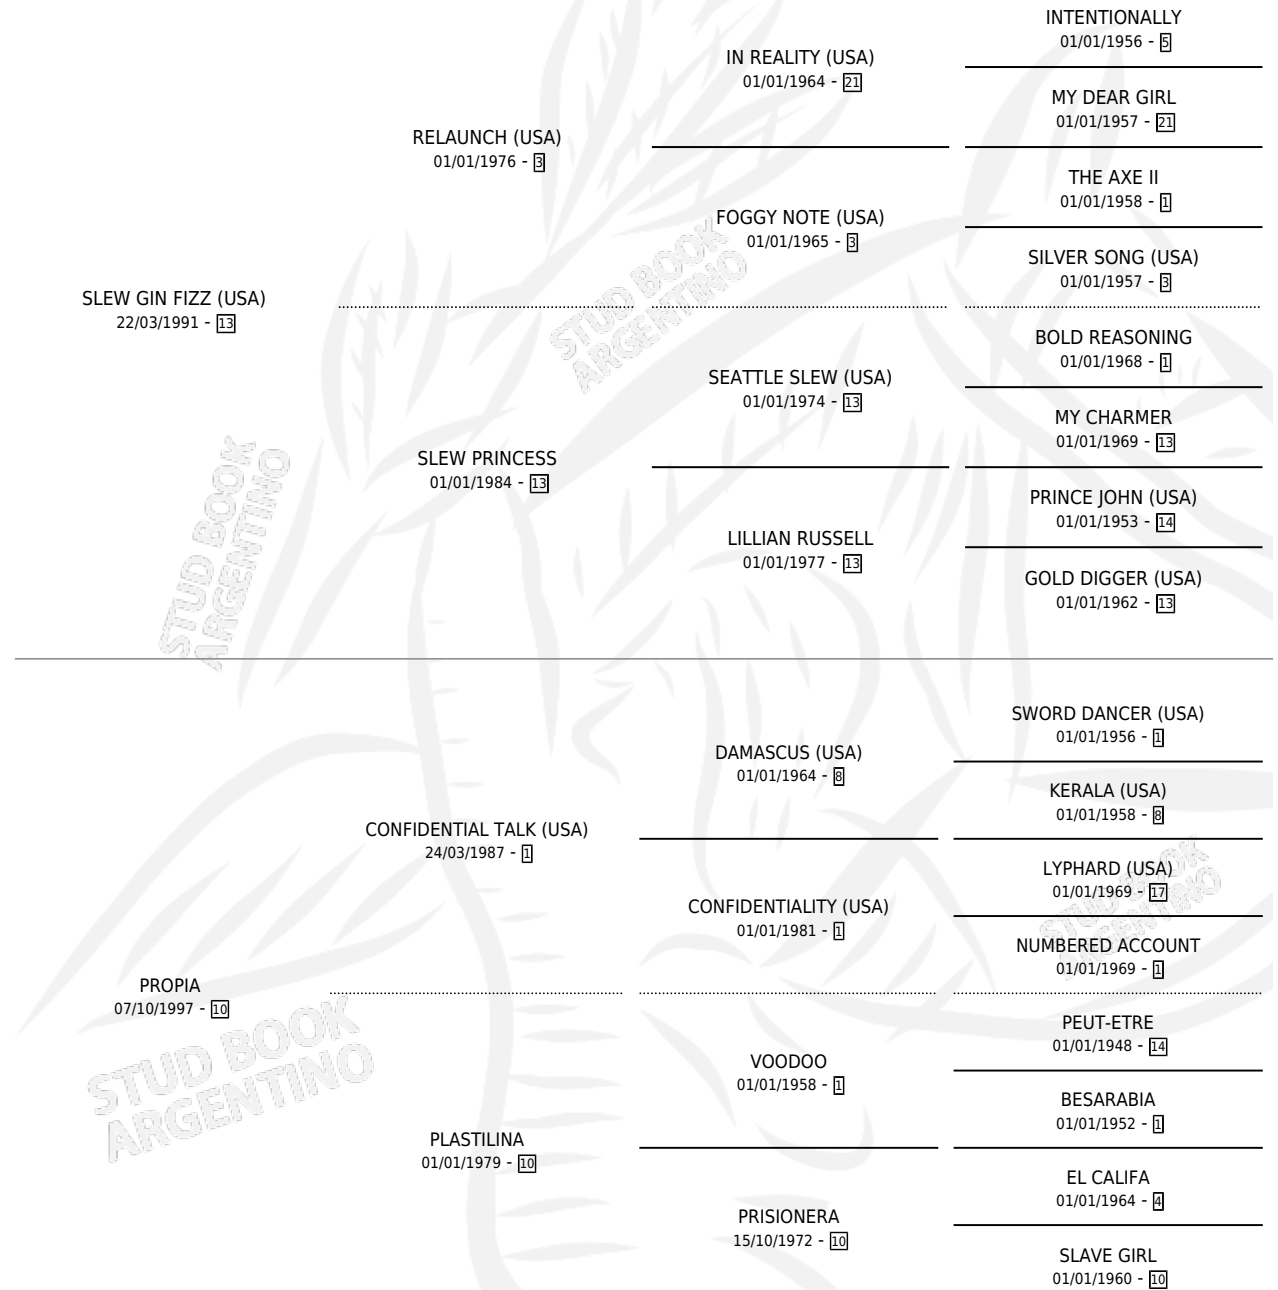 INTENTIONALLY
01/01/1956 - 5
IN REALITY (USA)
01/01/1964 - 21
MY DEAR GIRL
01/01/1957 - 21
RELAUNCH (USA)
01/01/1976 - 3
THE AXE II
01/01/1958 - 1
FOGGY NOTE (USA)
01/01/1965 - 3
SILVER SONG (USA)
01/01/1957 - 3
SLEW GIN FIZZ (USA)
22/03/1991 - 13
BOLD REASONING
01/01/1968 - 1
SEATTLE SLEW (USA)
01/01/1974 - 13
MY CHARMER
01/01/1969 - 13
SLEW PRINCESS
01/01/1984 - 13
PRINCE JOHN (USA)
01/01/1953 - 14
LILLIAN RUSSELL
01/01/1977 - 13
GOLD DIGGER (USA)
01/01/1962 - 13
STUD BOOK
ARGENTINO
STUD BOOK
ARGENTINO
SWORD DANCER (USA)
01/01/1956 - 1
DAMASCUS (USA)
01/01/1964 - 8
KERALA (USA)
01/01/1958 - 8
CONFIDENTIAL TALK (USA)
24/03/1987 - 1
LYPHARD (USA)
01/01/1969 - 17
CONFIDENTIALITY (USA)
01/01/1981 - 1
NUMBERED ACCOUNT
01/01/1969 - 1
PROPIA
07/10/1997 - 10
PEUT-ETRE
01/01/1948 - 14
VOODOO
01/01/1958 - 1
BESARABIA
01/01/1952 - 1
PLASTILINA
01/01/1979 - 10
EL CALIFA
01/01/1964 - 4
PRISIONERA
15/10/1972 - 10
SLAVE GIRL
01/01/1960 - 10
STUD BOOK
ARGENTINO
STUD BOOK
ARGENTINO